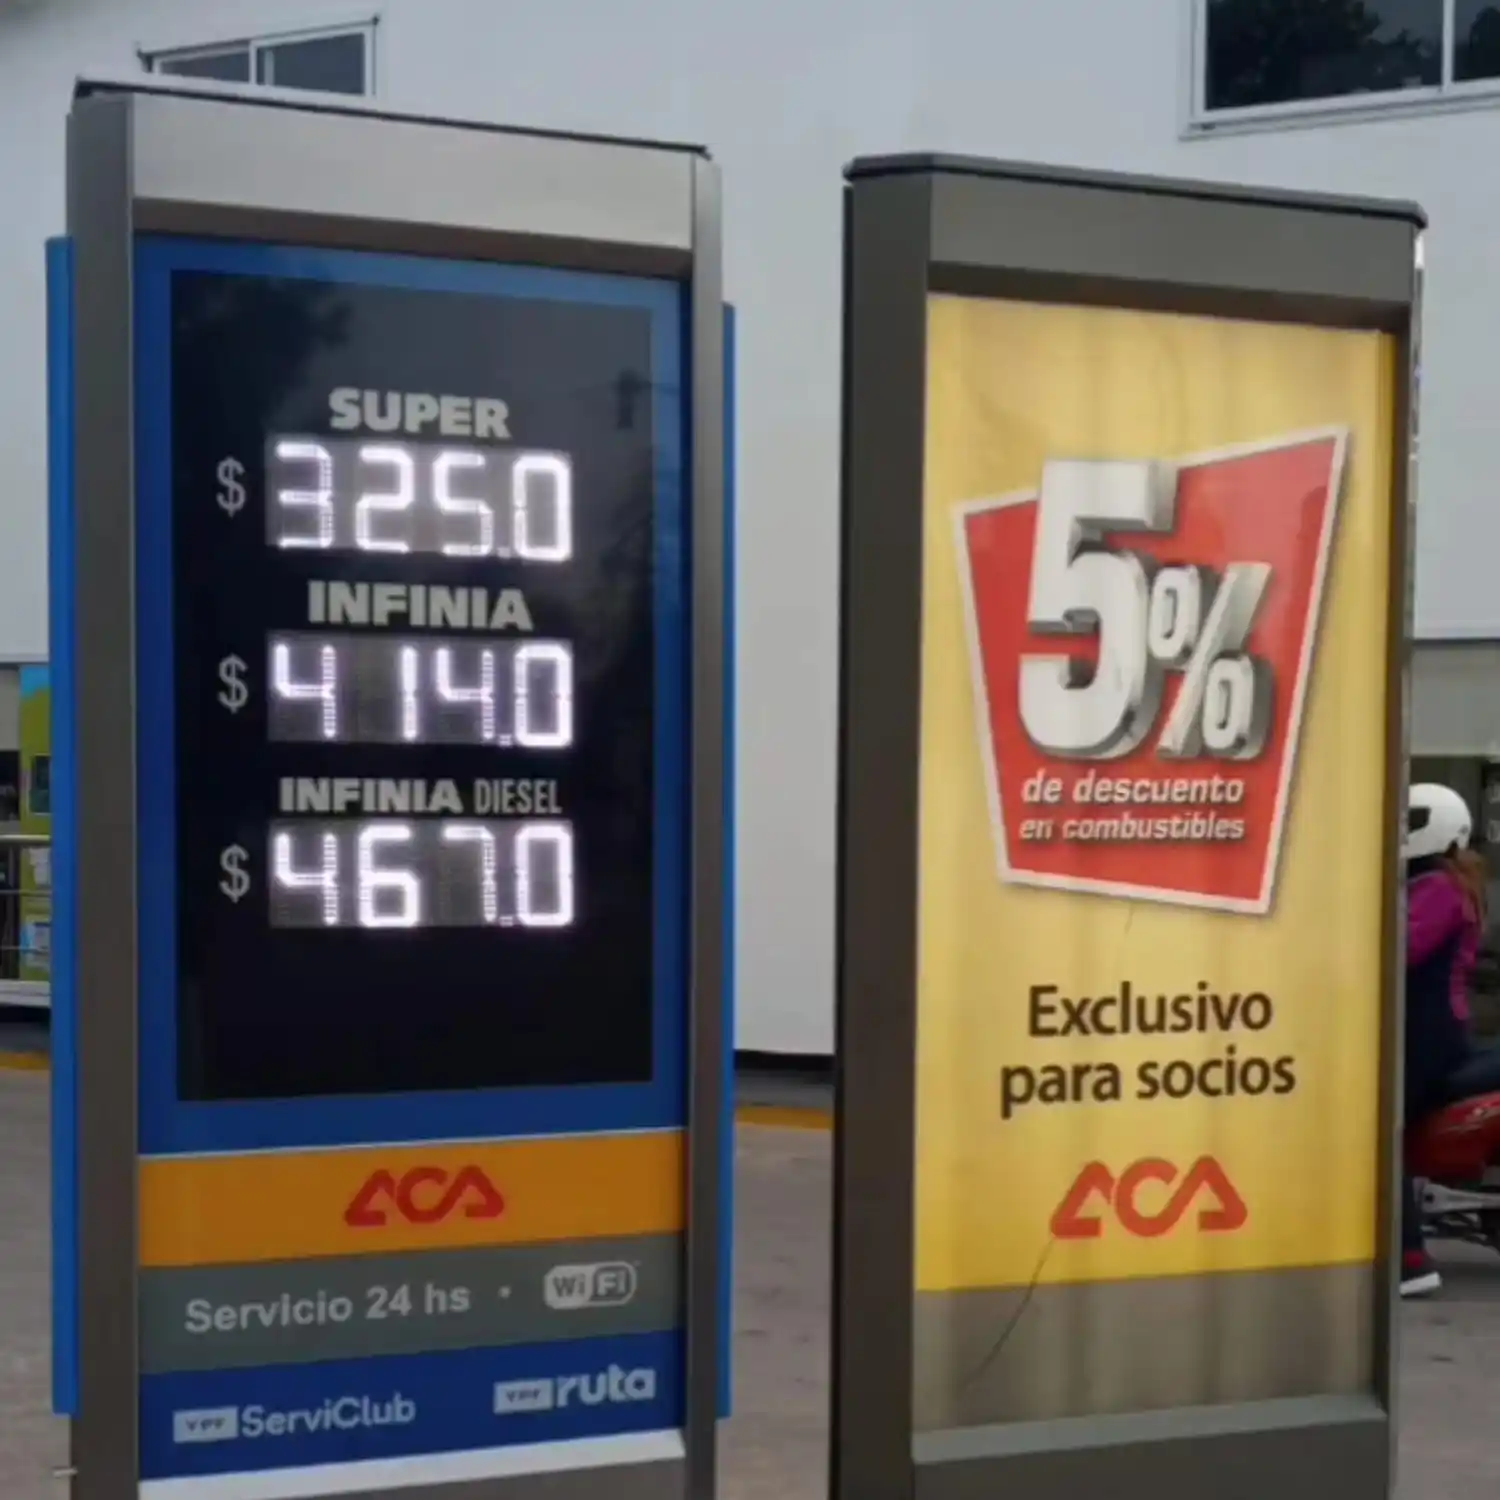 SUPER
$ 325.0
INFINIA
$ 414.0
INFINIA DIESEL
$ 467.0
ACA
Servicio 24 hs · WiFi
YPF ServiClub
YPF ruta
5%
de descuento
en combustibles
Exclusivo
para socios
ACA